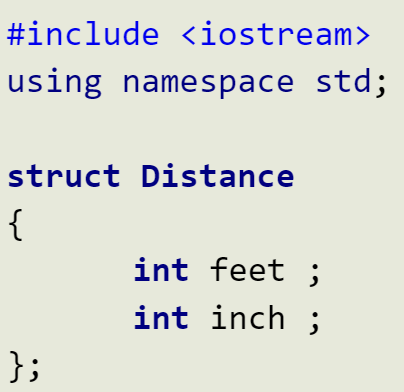 #include <iostream>
using namespace std;
struct Distance
{
int feet ;
int inch ;
};